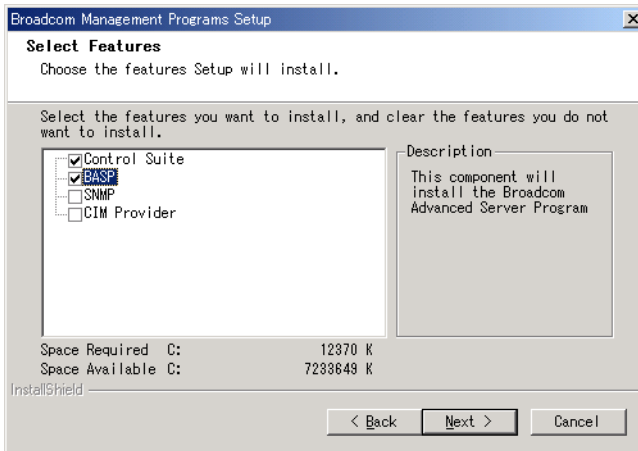 Broadcom Management Programs Setup
Select Features
Choose the features Setup will install.
Select the features you want to install, and clear the features you do not
want to install.
Control Suite
BASP
SNMP
CIM Provider
Description
This component will
install the Broadcom
Advanced Server Program
Space Required C: 12370 K
Space Available C: 7233649 K
InstallShield
< Back
Next >
Cancel